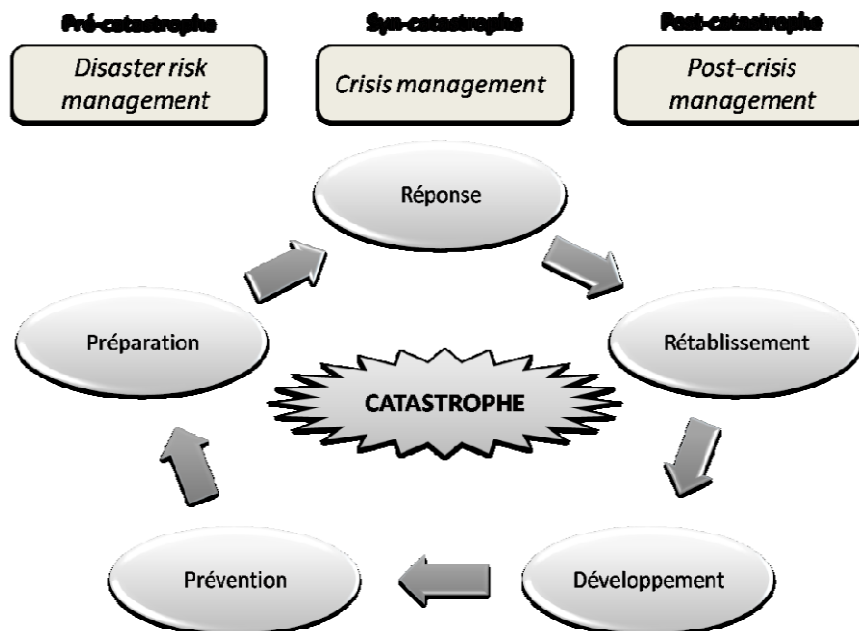 Pré-catastrophe
Syn-catastrophe
Post-catastrophe
Disaster risk
management
Crisis management
Post-crisis
management
Réponse
Préparation
Rétablissement
CATASTROPHE
Prévention
Développement